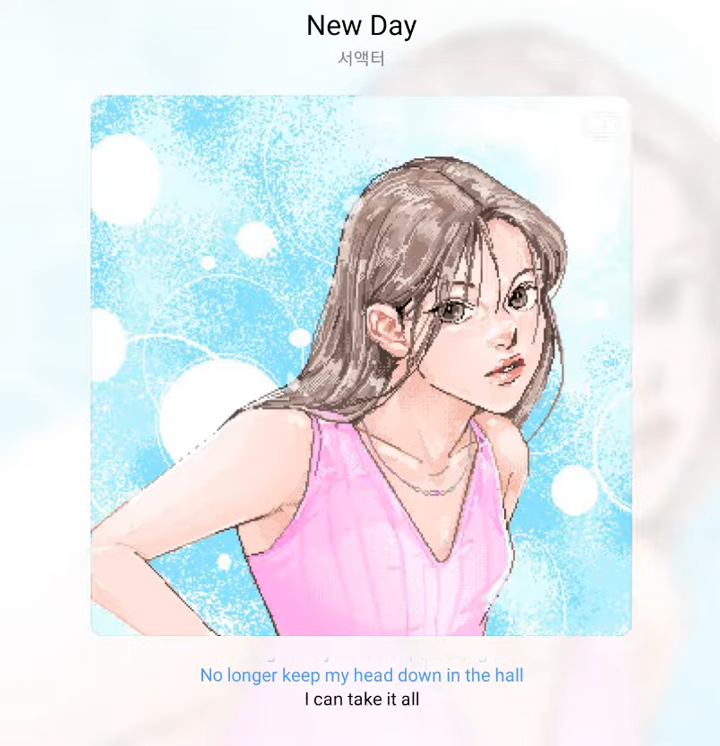 New Day
서액터
No longer keep my head down in the hall
I can take it all